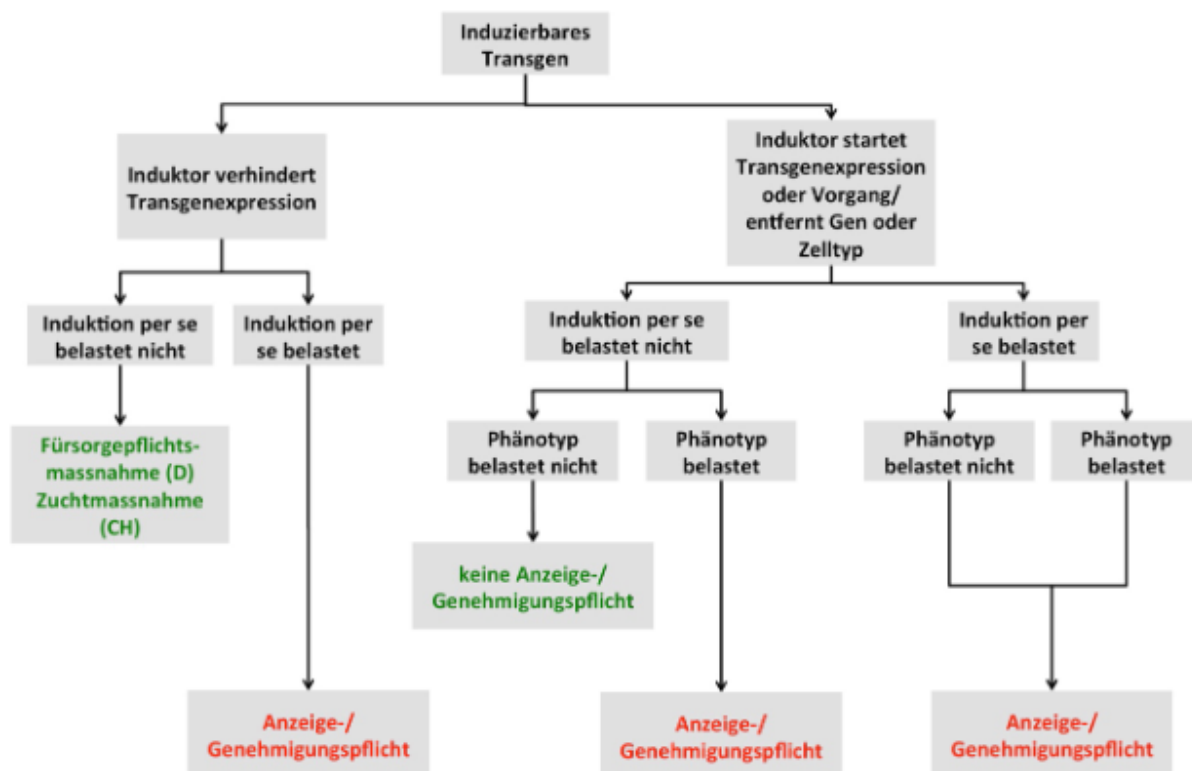 Induzierbares
Transgen
Induktor verhindert
Transgenexpression
Induktor startet
Transgenexpression
oder Vorgang/
entfernt Gen oder
Zelltyp
Induktion per se
belastet nicht
Induktion per
se belastet
Induktion per se
belastet nicht
Induktion per
se belastet
Fürsorgepflichts-
massnahme (D)
Zuchtmassnahme
(CH)
Phänotyp
belastet nicht
Phänotyp
belastet
Phänotyp
belastet nicht
Phänotyp
belastet
keine Anzeige-/
Genehmigungspflicht
Anzeige-/
Genehmigungspflicht
Anzeige-/
Genehmigungspflicht
Anzeige-/
Genehmigungspflicht